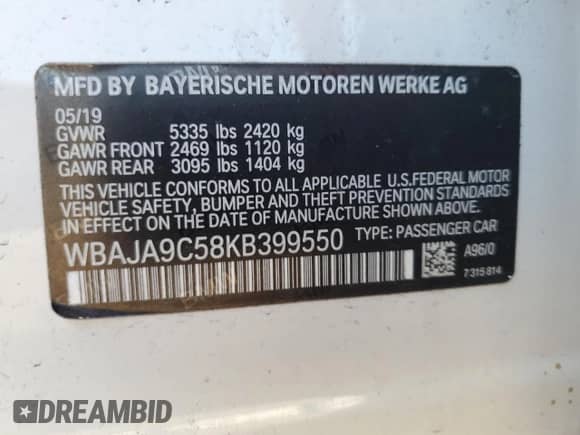 MFD BY BAYERISCHE MOTOREN WERKE AG
05/19
GVWR 5335 lbs 2420 kg
GAWR FRONT 2469 lbs 1120 kg
GAWR REAR 3095 lbs 1404 kg
THIS VEHICLE CONFORMS TO ALL APPLICABLE U.S.FEDERAL MOTOR
VEHICLE SAFETY, BUMPER AND THEFT PREVENTION STANDARDS
IN EFFECT ON THE DATE OF MANUFACTURE SHOWN ABOVE.
WBAJA9C58KB399550 TYPE: PASSENGER CAR
A96/0
7315814
DREAMBID